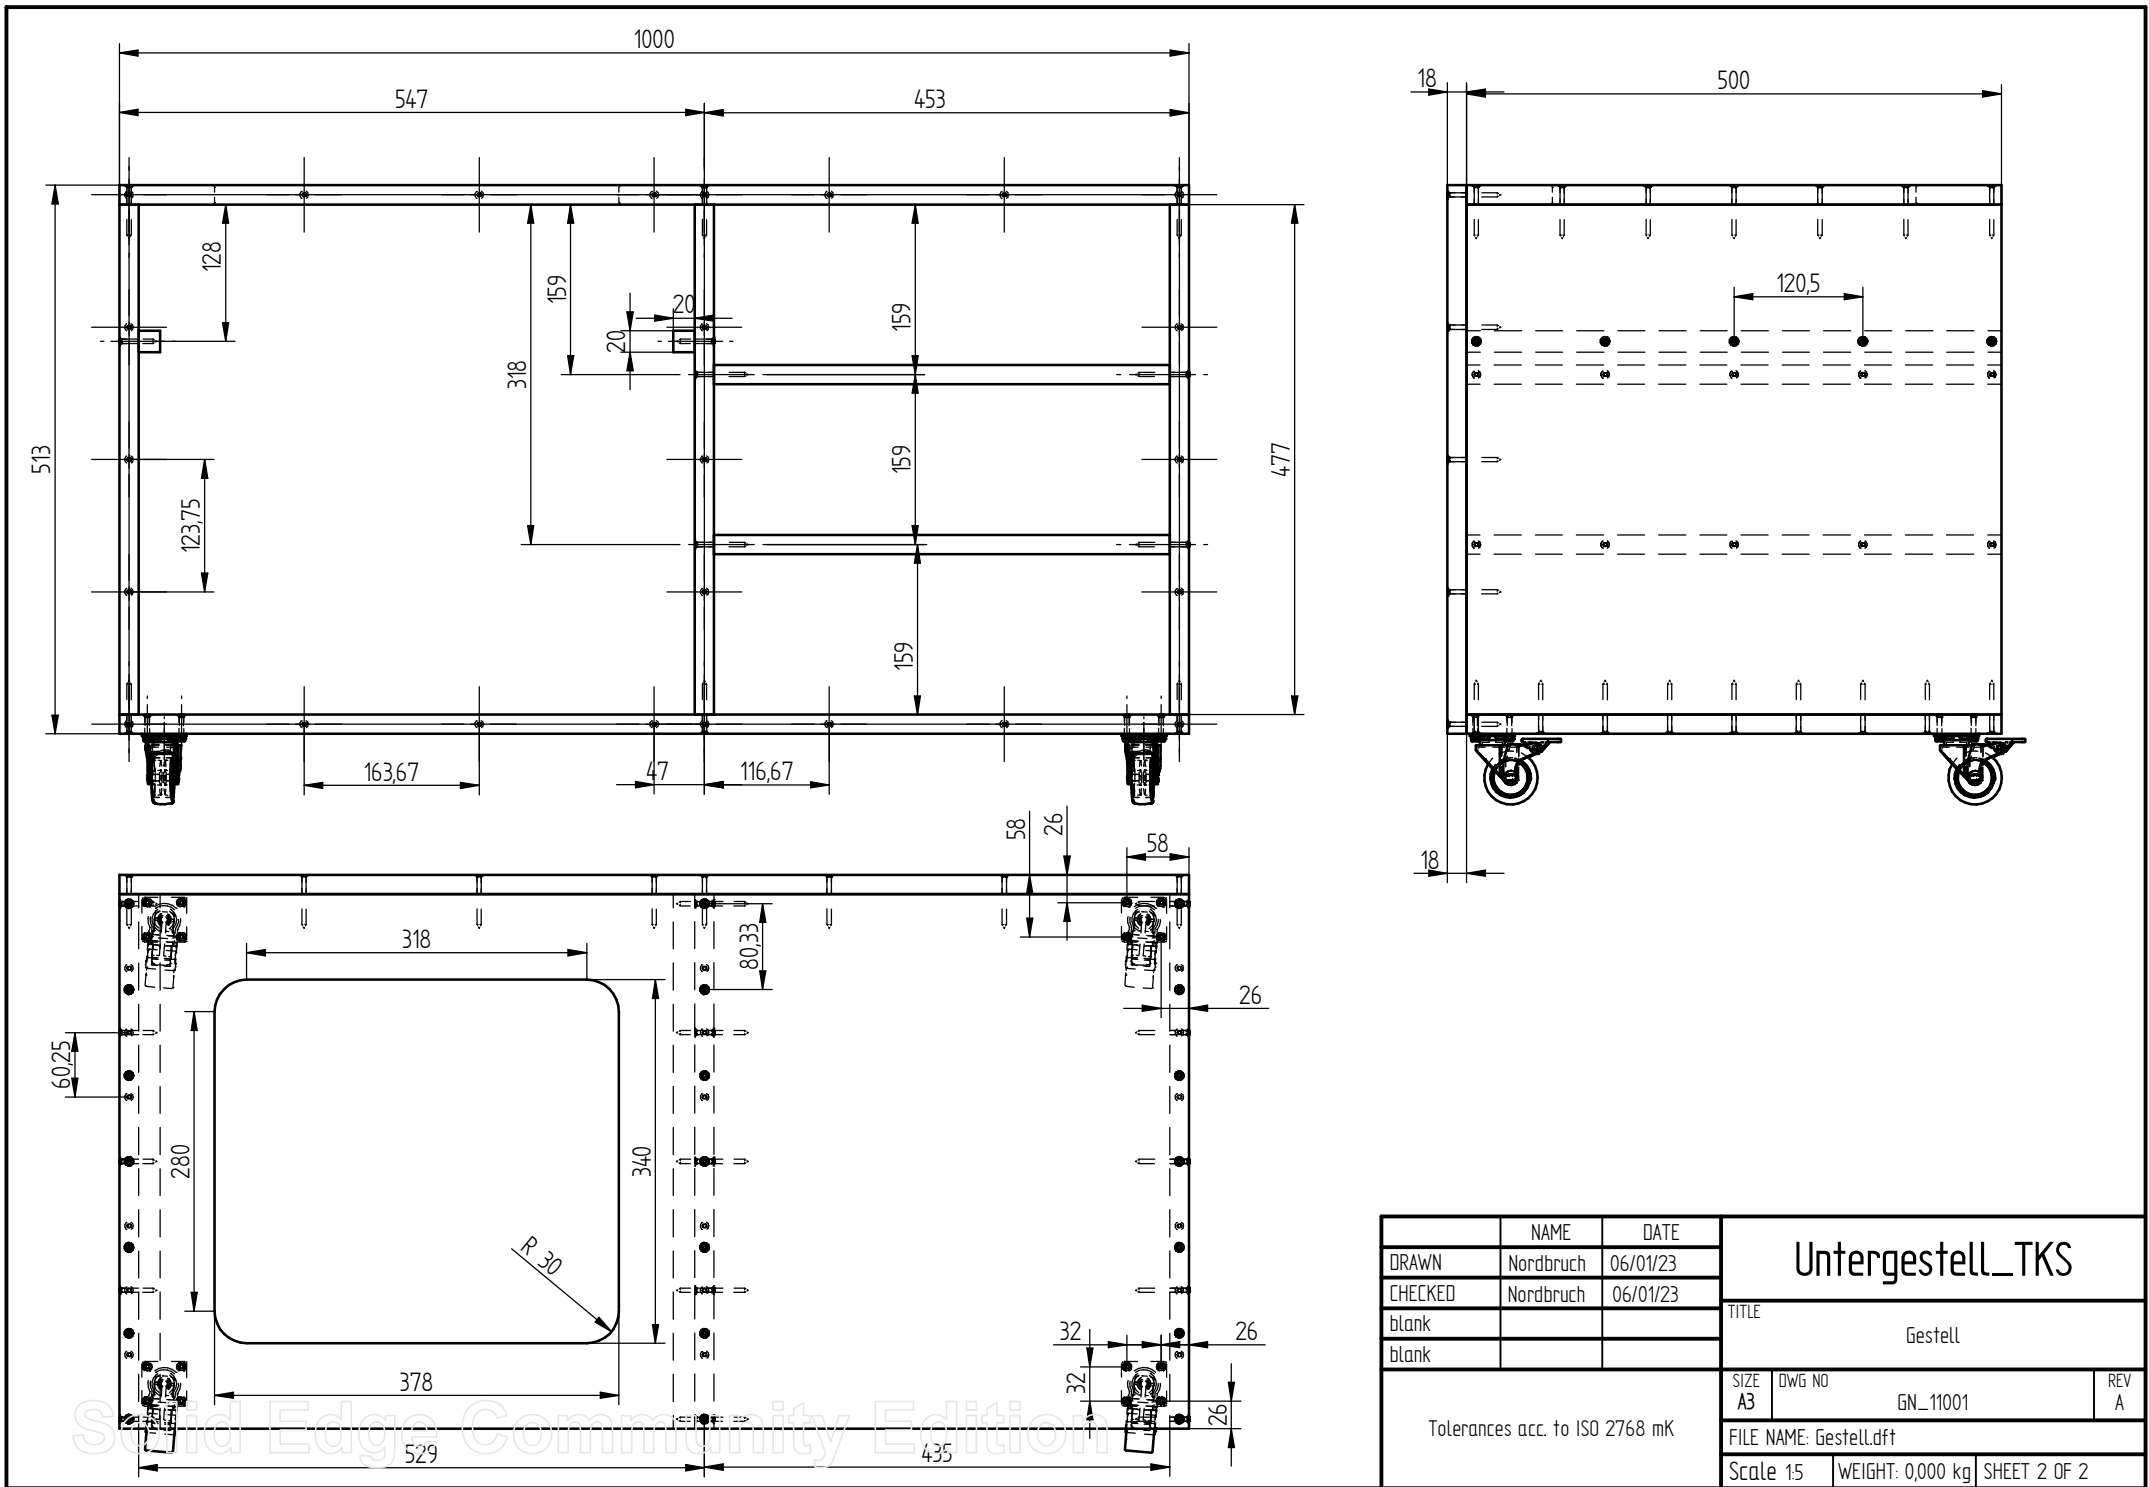 1000
547
453
18
500
513
128
123,75
318
159
20
20
159
159
159
477
120,5
163,67
47
116,67
18
58
26
58
318
80,33
26
60,25
280
340
R 30
378
32
26
32
26
529
435
Solid Edge Community Edition
NAME
DATE
DRAWN
Nordbruch
06/01/23
CHECKED
Nordbruch
06/01/23
blank
blank
Tolerances acc. to ISO 2768 mK
Untergestell_TKS
TITLE
Gestell
SIZE
A3
DWG NO
GN_11001
REV
A
FILE NAME: Gestell.dft
Scale 1:5
WEIGHT: 0,000 kg
SHEET 2 OF 2